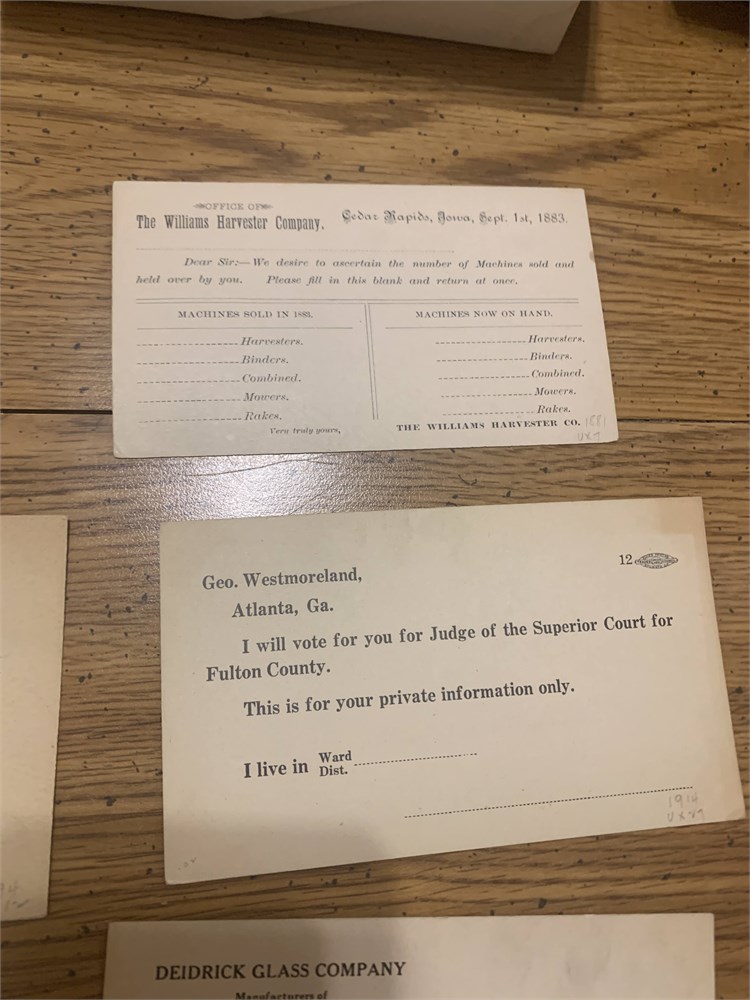 OFFICE OF
The Williams Harvester Company.
Cedar Rapids, Iowa, Sept. 1st, 1883.
Dear Sir:—We desire to ascertain the number of Machines sold and
held over by you. Please fill in this blank and return at once.
MACHINES SOLD IN 1883.
Harvesters.
Binders.
Combined.
Mowers.
Rakes.
Very truly yours,
MACHINES NOW ON HAND.
Harvesters.
Binders.
Combined.
Mowers.
Rakes.
THE WILLIAMS HARVESTER CO.
1881
UX7
12
Geo. Westmoreland,
Atlanta, Ga.
I will vote for you for Judge of the Superior Court for
Fulton County.
This is for your private information only.
I live in Ward
Dist.
1914
UX27
94
DEIDRICK GLASS COMPANY
Manufacturers of